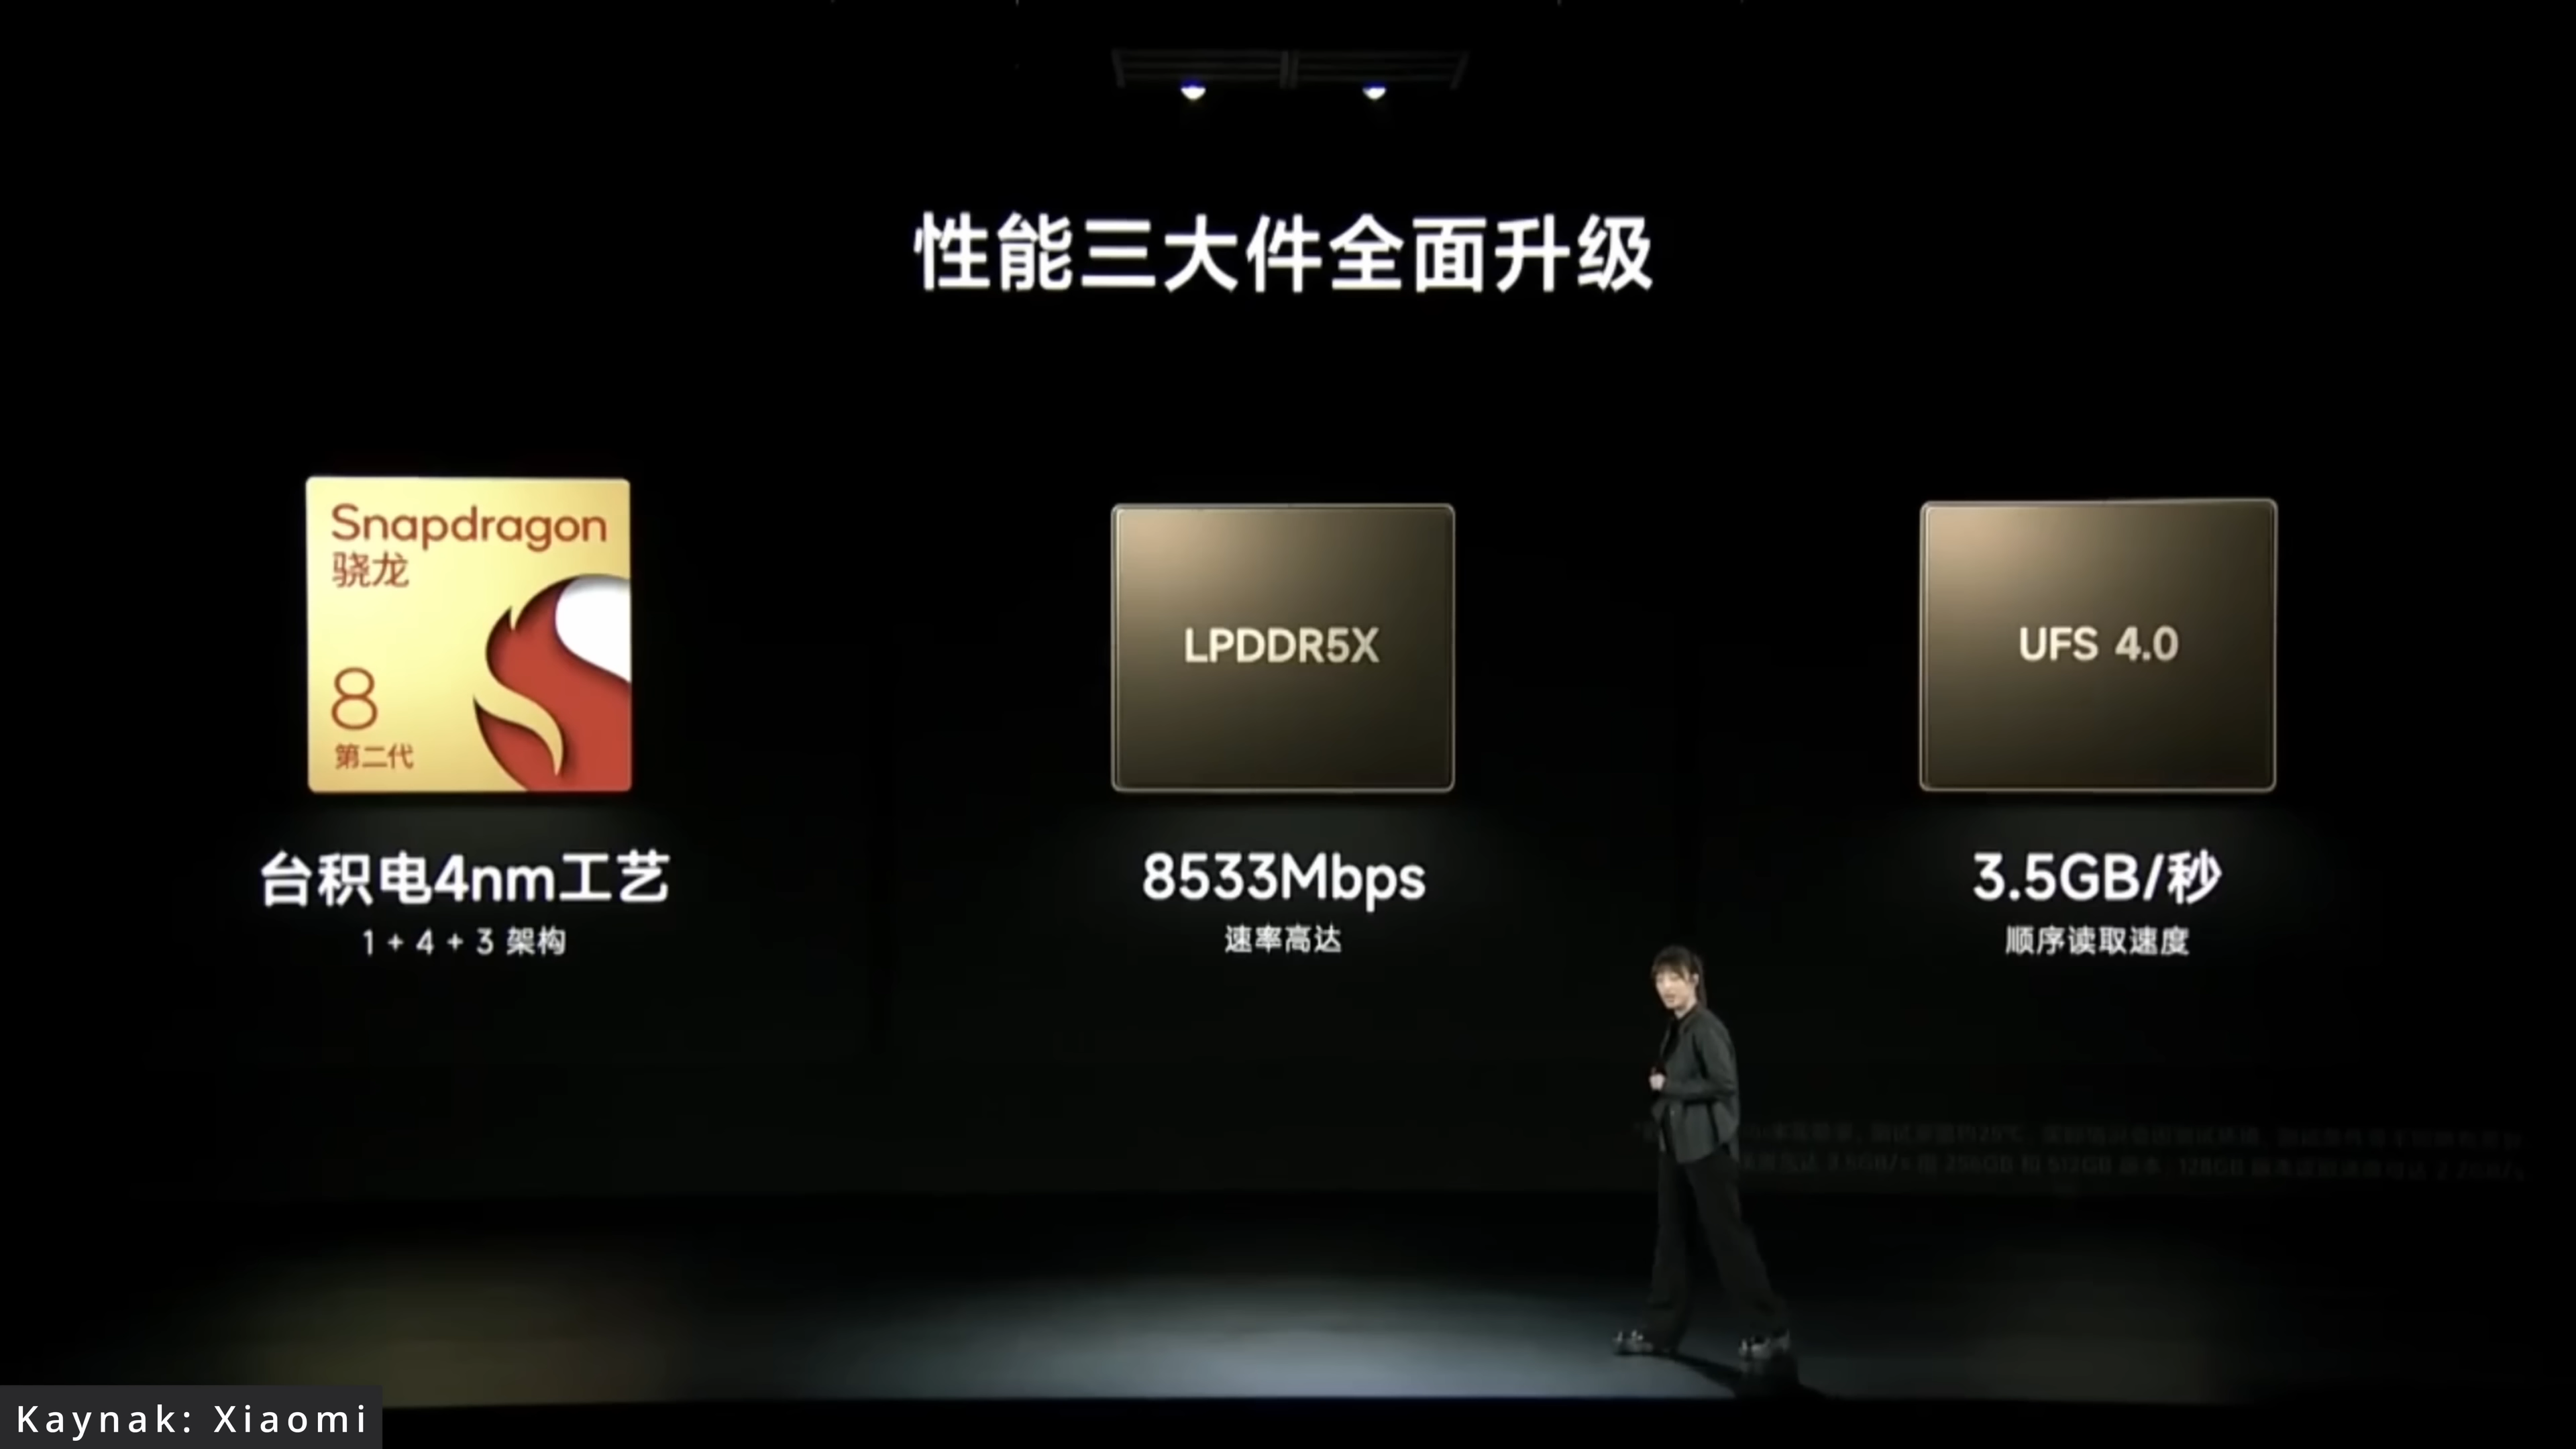 性能三大件全面升级
Snapdragon
骁龙
8
第二代
LPDDR5X
UFS 4.0
台积电4nm工艺
8533Mbps
3.5GB/秒
1 + 4 + 3 架构
速率高达
顺序读取速度
Kaynak: Xiaomi